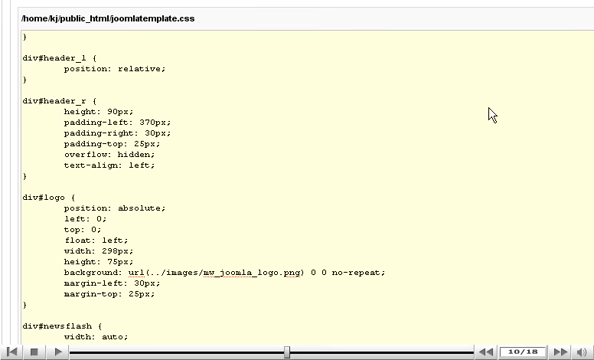 /home/kj/public_html/joomlatemplate.css
}
div#header_l {
position: relative;
}
div#header_r {
height: 90px;
padding-left: 370px;
padding-right: 30px;
padding-top: 25px;
overflow: hidden;
text-align: left;
}
div#logo {
position: absolute;
left: 0;
top: 0;
float: left;
width: 298px;
height: 75px;
background: url(../images/mw_joomla_logo.png) 0 0 no-repeat;
margin-left: 30px;
margin-top: 25px;
}
div#newsflash {
width: auto;
10/18